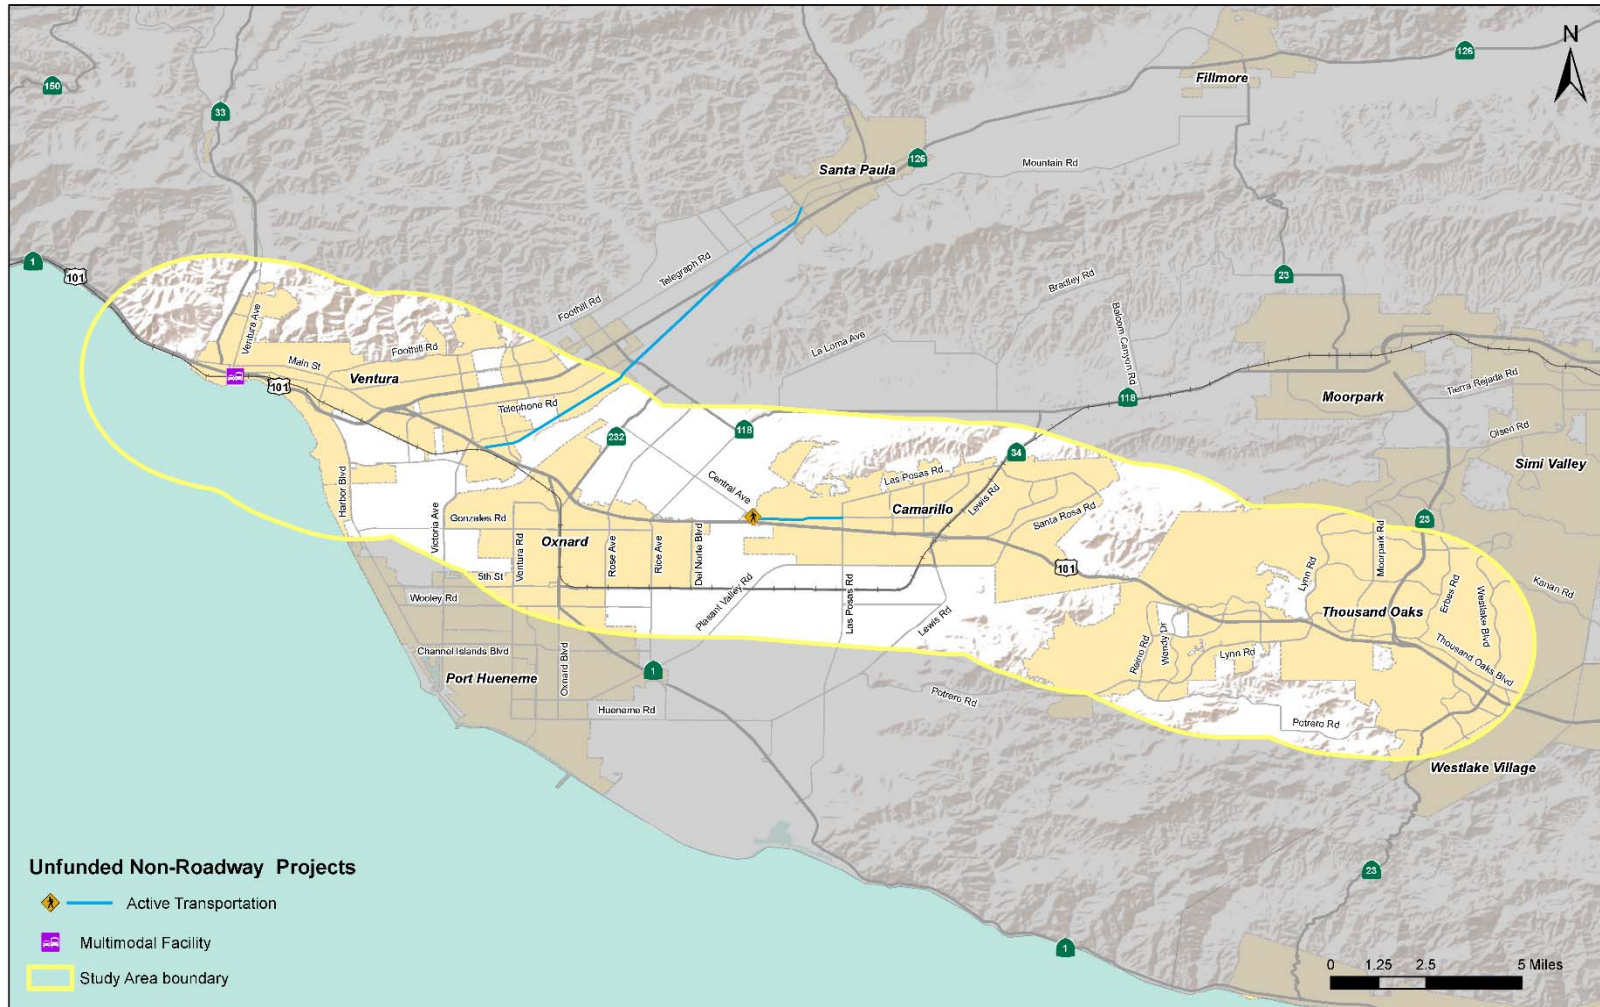 N
126
Fillmore
150
33
126
Santa Paula
Mountain Rd
1
101
Telegraph Rd
23
Bradley Rd
Foothill Rd
Ventura Ave
Balcom Canyon Rd
La Loma Ave
Main St
Foothill Rd
Ventura
101
Tierra Rejada Rd
Moorpark
118
Telephone Rd
232
118
Olsen Rd
34
Simi Valley
Las Posas Rd
Central Ave
Harbor Blvd
Lewis Rd
Camarillo
Santa Rosa Rd
Victoria Ave
Gonzales Rd
Ventura Rd
Oxnard
Rose Ave
Rice Ave
Del Norte Blvd
23
Moorpark Rd
101
Lynn Rd
5th St
Wooley Rd
Pleasant Valley Rd
Las Posas Rd
Lewis Rd
Erbes Rd
Westlake Blvd
Kanan Rd
Thousand Oaks
Reino Rd
Wendy Dr
Lynn Rd
Thousand Oaks Blvd
Channel Islands Blvd
Oxnard Blvd
1
Port Hueneme
Potrero Rd
Hueneme Rd
Potrero Rd
Westlake Village
23
Unfunded Non-Roadway Projects
Active Transportation
Multimodal Facility
Study Area boundary
1
0 1.25 2.5 5 Miles